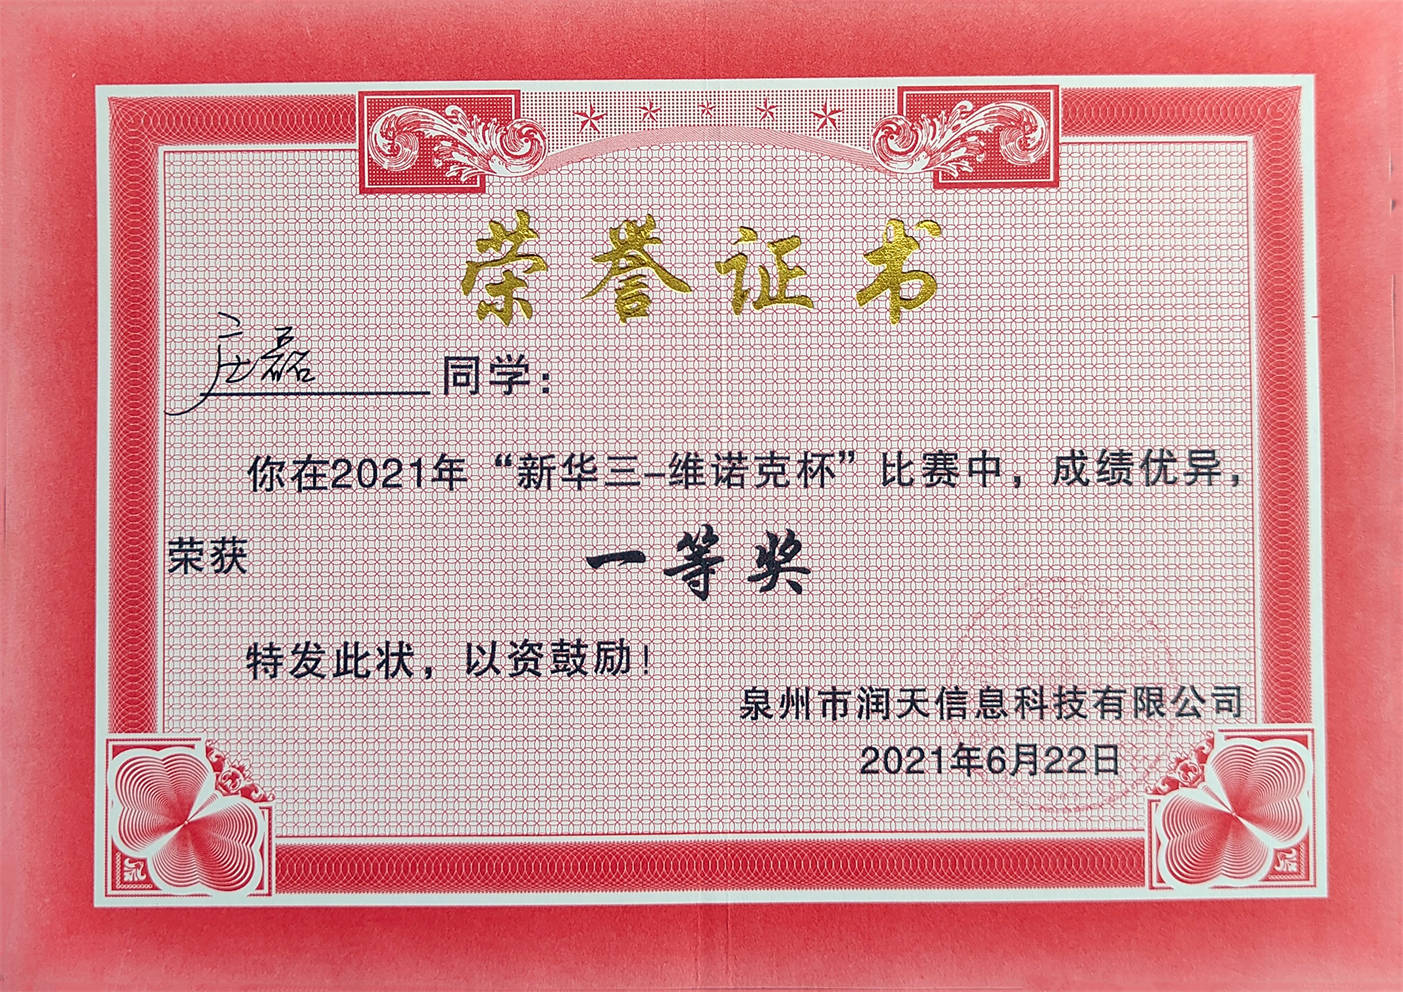 荣誉证书
庄磊同学：
你在2021年“新华三-维诺克杯”比赛中，成绩优异，
荣获 一等奖
特发此状，以资鼓励！
泉州市润天信息科技有限公司
2021年6月22日